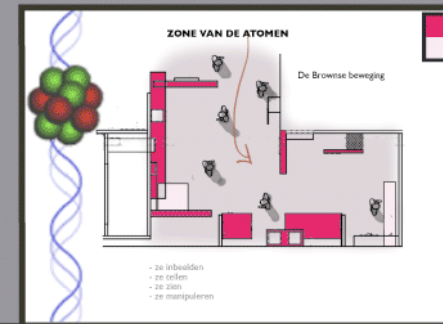 ZONE VAN DE ATOMEN
De Brownse beweging
- ze inbeelden
- ze tellen
- ze zien
- ze manipuleren